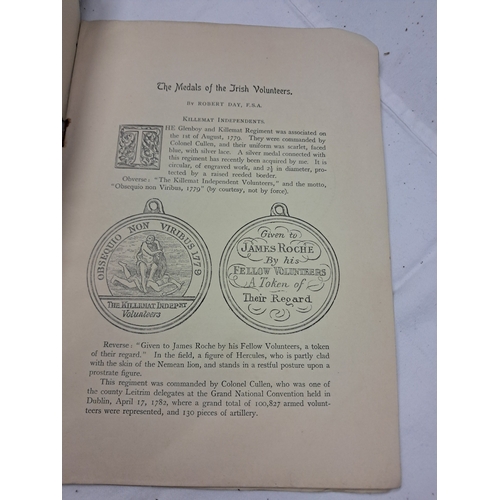 The Medals of the Irish Volunteers.
By ROBERT DAY, F.S.A.
KILLEMAT INDEPENDENTS.
THE Glenboy and Killemat Regiment was associated on
the 1st of August, 1779. They were commanded by
Colonel Cullen, and their uniform was scarlet, faced
blue, with silver lace. A silver medal connected with
this regiment has recently been acquired by me. It is
circular, of engraved work, and 2½ in diameter, pro-
tected by a raised reeded border.
Obverse: "The Killemat Independent Volunteers," and the motto,
"Obsequio non Viribus, 1779" (by courtesy, not by force).
OBSEQUIO NON VIRIBUS 1779
THE KILLEMAT INDEPET
Volunteers
Given to
JAMES ROCHE
By his
FELLOW VOLUNTEERS
A Token of
Their Regard
Reverse: "Given to James Roche by his Fellow Volunteers, a token
of their regard." In the field, a figure of Hercules, who is partly clad
with the skin of the Nemean lion, and stands in a restful posture upon a
prostrate figure.
This regiment was commanded by Colonel Cullen, who was one of
the county Leitrim delegates at the Grand National Convention held in
Dublin, April 17, 1782, where a grand total of 100,827 armed volunt-
teers were represented, and 130 pieces of artillery.